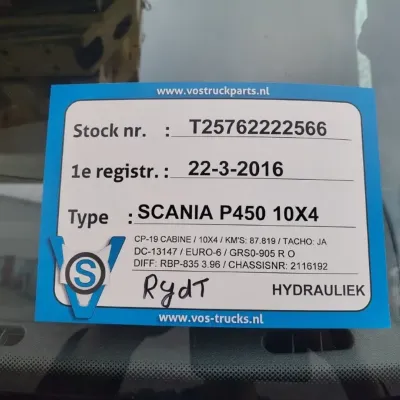 www.vostruckparts.nl
Stock nr. : T25762222566
1e registr. : 22-3-2016
Type : SCANIA P450 10X4
CP-19 CABINE / 10X4 / KM'S: 87.819 / TACHO: JA
DC-13147 / EURO-6 / GRS0-905 R O
DIFF: RBP-835 3.96 / CHASSISNR: 2116192
VOS
RydT
HYDRAULIEK
www.vos-trucks.nl